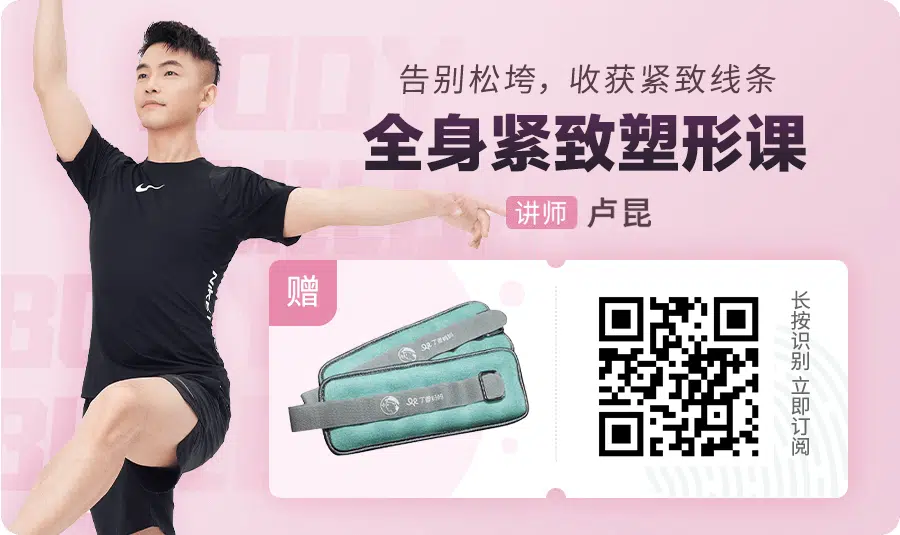 告别松垮，收获紧致线条
全身紧致塑形课
讲师 卢昆
赠
长按识别 立即订阅